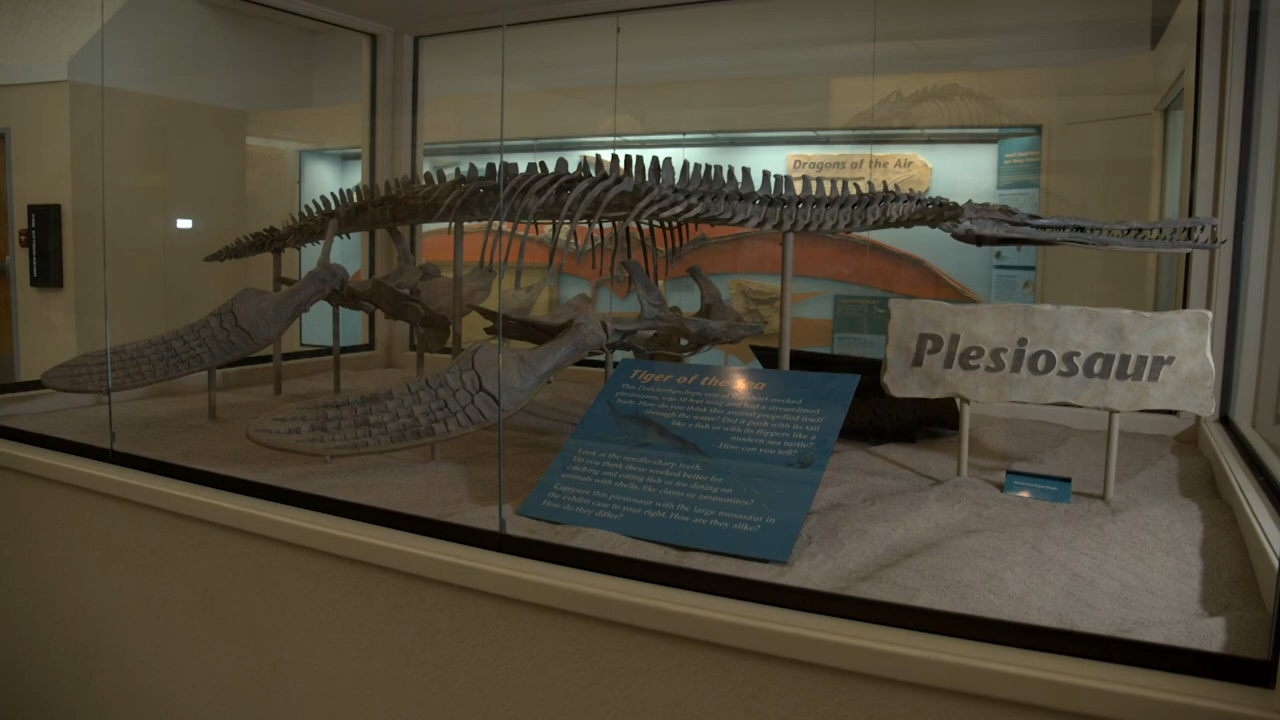 Dragons of the Air
Plesiosaur
Tiger of the Sea
This Dolichorhynchops, one of the short-necked
plesiosaurs, was 10 feet long and had a streamlined
body. How do you think this animal propelled itself
through the water? Did it push with its tail
like a fish or with its flippers like a
modern sea turtle?
How can you tell?
Look at the needle-sharp teeth.
Do you think these worked better for
catching and eating fish or for dining on
animals with shells, like clams or ammonites?
Compare this plesiosaur with the large mosasaur in
the exhibit case to your right. How are they alike?
How do they differ?